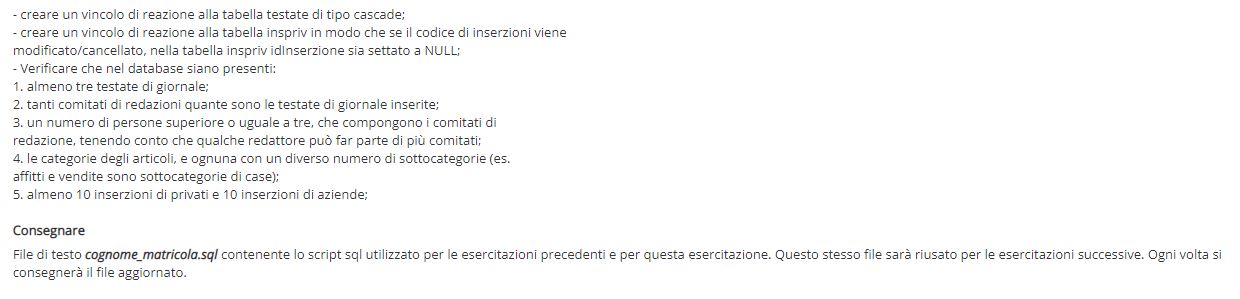 - creare un vincolo di reazione alla tabella testate di tipo cascade;
- creare un vincolo di reazione alla tabella inspriv in modo che se il codice di inserzioni viene
modificato/cancellato, nella tabella inspriv idInserzione sia settato a NULL;
- Verificare che nel database siano presenti:
1. almeno tre testate di giornale;
2. tanti comitati di redazioni quante sono le testate di giornale inserite;
3. un numero di persone superiore o uguale a tre, che compongono i comitati di
redazione, tenendo conto che qualche redattore può far parte di più comitati;
4. le categorie degli articoli, e ognuna con un diverso numero di sottocategorie (es.
affitti e vendite sono sottocategorie di case);
5. almeno 10 inserzioni di privati e 10 inserzioni di aziende;
Consegnare
File di testo cognome_matricola.sql contenente lo script sql utilizzato per le esercitazioni precedenti e per questa esercitazione. Questo stesso file sarà riusato per le esercitazioni successive. Ogni volta si
consegnerà il file aggiornato.